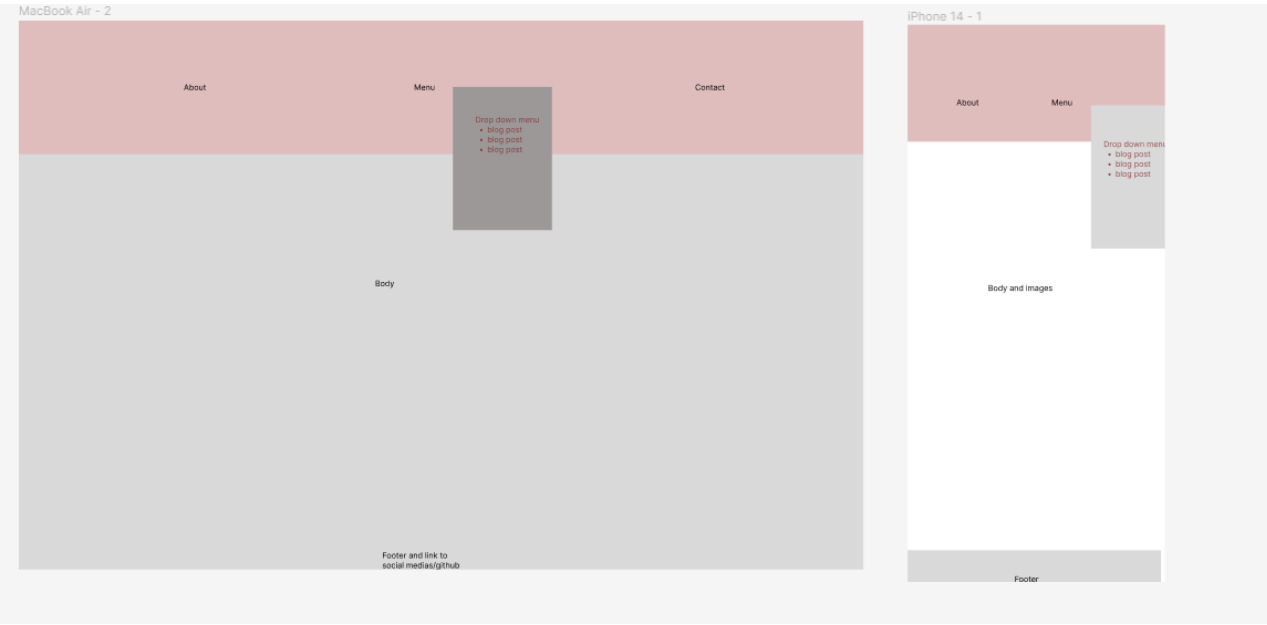 MacBook Air - 2
About
Menu
Contact
Drop down menu
• blog post
• blog post
• blog post
Body
Footer and link to
social medias/github
iPhone 14 - 1
About
Menu
Drop down menu
• blog post
• blog post
• blog post
Body and images
Footer